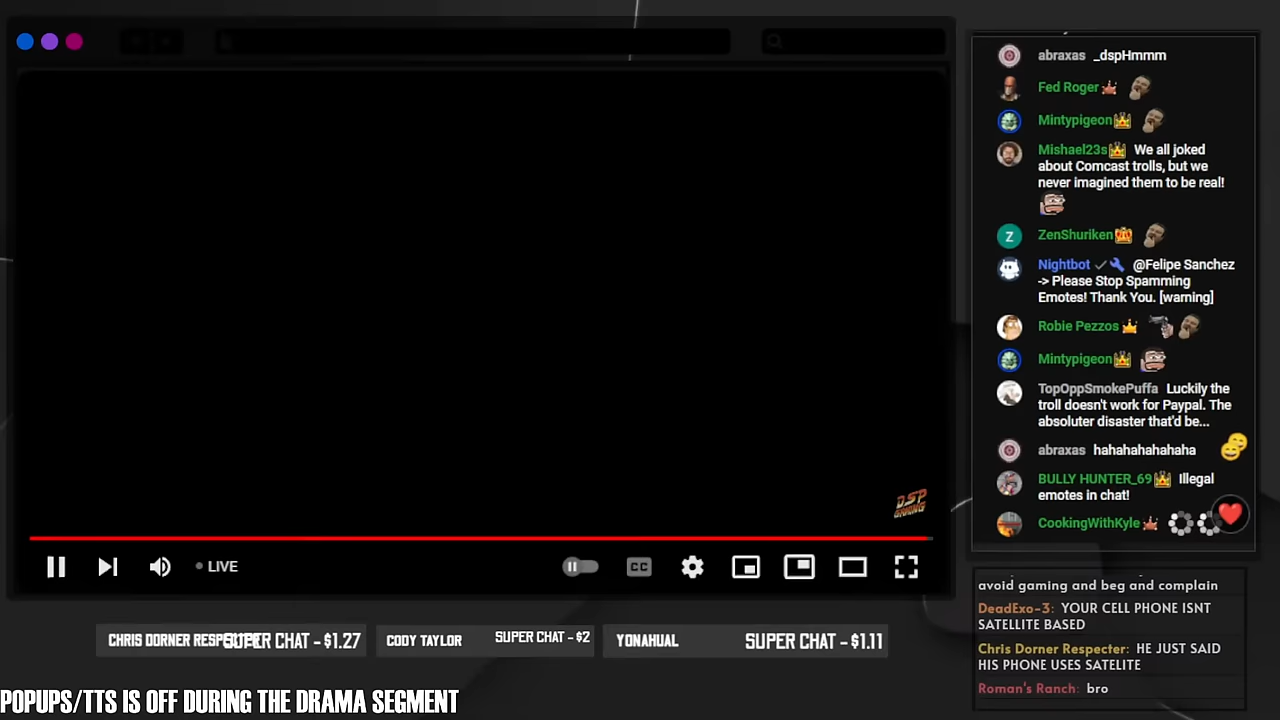 abraxas _dspHmmm
Fed Roger
Mintypigeon
Mishael23s We all joked
about Comcast trolls, but we
never imagined them to be real!
Z ZenShuriken
Nightbot @Felipe Sanchez
-> Please Stop Spamming
Emotes! Thank You. [warning]
Robie Pezzos
Mintypigeon
TopOppSmokePuffa Luckily the
troll doesn't work for Paypal. The
absoluter disaster that'd be...
abraxas hahahahahahaha
BULLY HUNTER_69 Illegal
emotes in chat!
CookingWithKyle
DSP
GAMING
LIVE
CC
avoid gaming and beg and complain
DeadExo-3: YOUR CELL PHONE ISNT
SATELLITE BASED
Chris Dorner Respecter: HE JUST SAID
HIS PHONE USES SATELITE
Roman's Ranch: bro
CHRIS DORNER RESPECTER SUPER CHAT - $1.27
CODY TAYLOR SUPER CHAT - $2
YONAHUAL SUPER CHAT - $1.11
POPUPS/TTS IS OFF DURING THE DRAMA SEGMENT